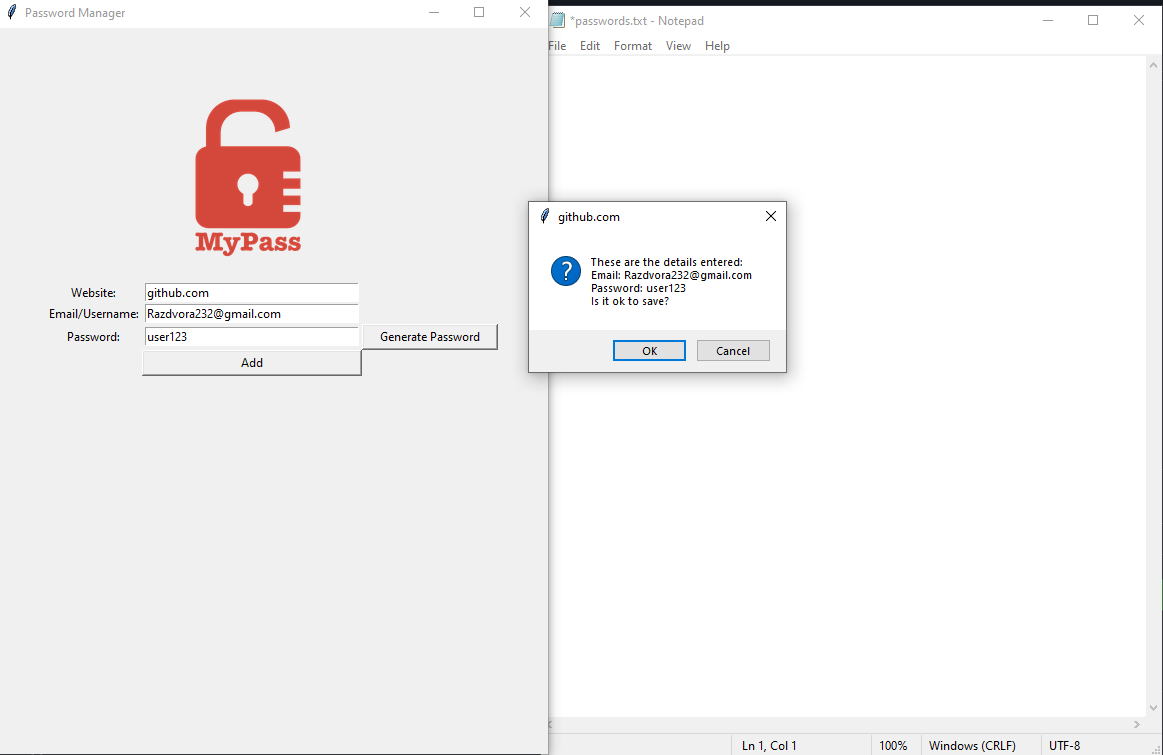 Password Manager
MyPass
Website:
github.com
Email/Username:
Razdvora232@gmail.com
Password:
user123
Generate Password
Add
*passwords.txt - Notepad
File Edit Format View Help
github.com
These are the details entered:
Email: Razdvora232@gmail.com
Password: user123
Is it ok to save?
OK
Cancel
Ln 1, Col 1
100%
Windows (CRLF)
UTF-8